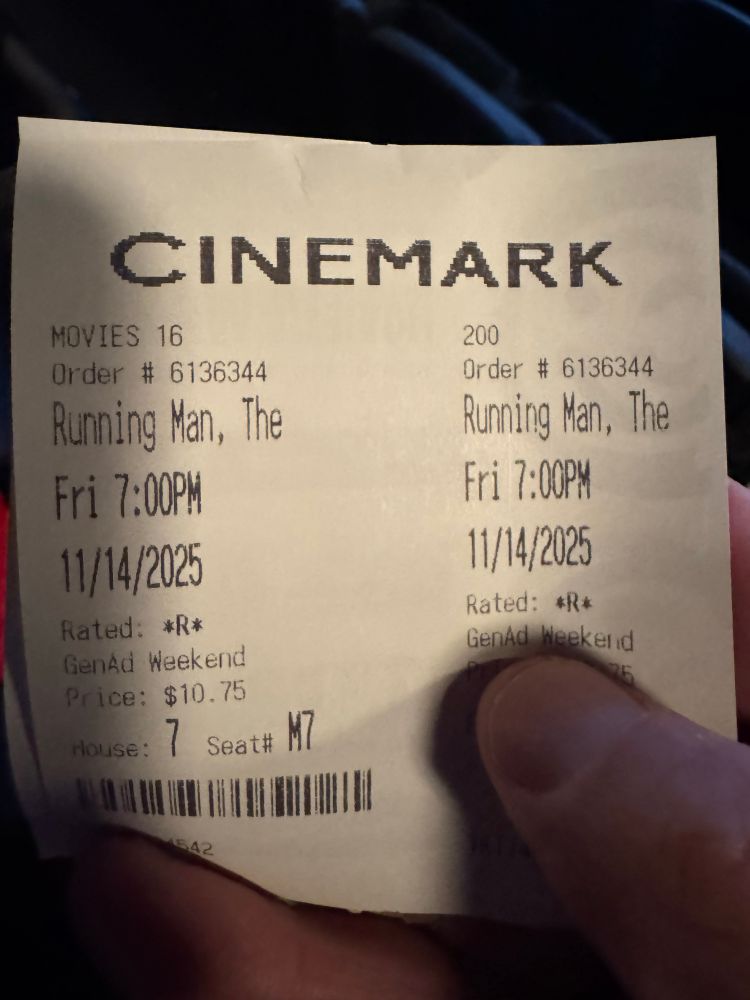 CINEMARK
MOVIES 16
Order # 6136344
Running Man, The
Fri 7:00PM
11/14/2025
Rated: *R*
GenAd Weekend
Price: $10.75
House: 7 Seat# M7
4542
200
Order # 6136344
Running Man, The
Fri 7:00PM
11/14/2025
Rated: *R*
GenAd Weekend